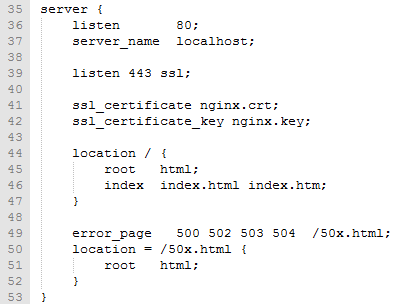 35 server {
36     listen       80;
37     server_name  localhost;
38
39     listen 443 ssl;
40
41     ssl_certificate nginx.crt;
42     ssl_certificate_key nginx.key;
43
44     location / {
45         root   html;
46         index  index.html index.htm;
47     }
48
49     error_page   500 502 503 504  /50x.html;
50     location = /50x.html {
51         root   html;
52     }
53 }